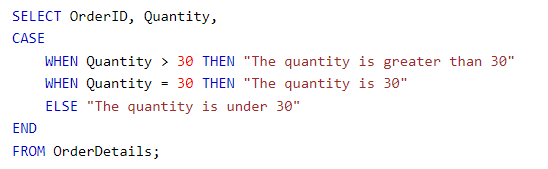 SELECT OrderID, Quantity,
CASE
    WHEN Quantity > 30 THEN "The quantity is greater than 30"
    WHEN Quantity = 30 THEN "The quantity is 30"
    ELSE "The quantity is under 30"
END
FROM OrderDetails;